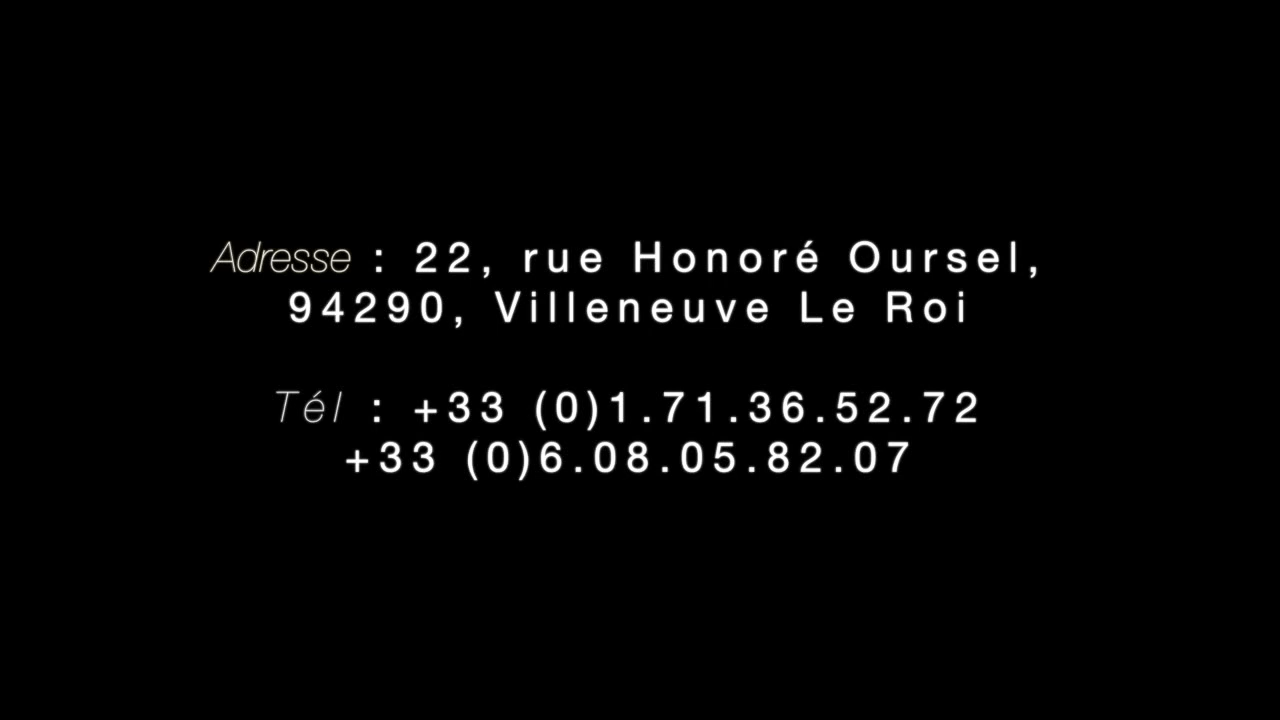 Adresse : 22, rue Honoré Oursel,
94290, Villeneuve Le Roi
Tél : +33 (0)1.71.36.52.72
+33 (0)6.08.05.82.07